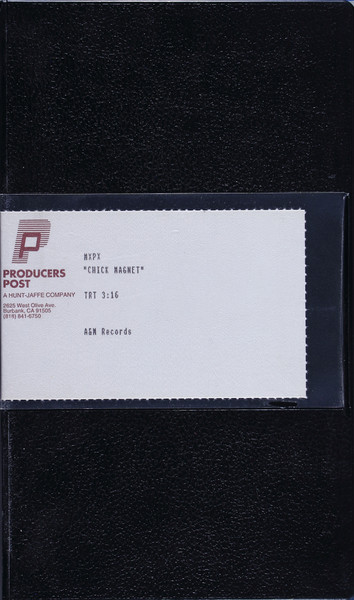 P
PRODUCERS
POST
A HUNT-JAFFE COMPANY
2625 West Olive Ave.
Burbank, CA 91505
(818) 841-6750
MXPX
"CHICK MAGNET"
TRT 3:16
A&M Records